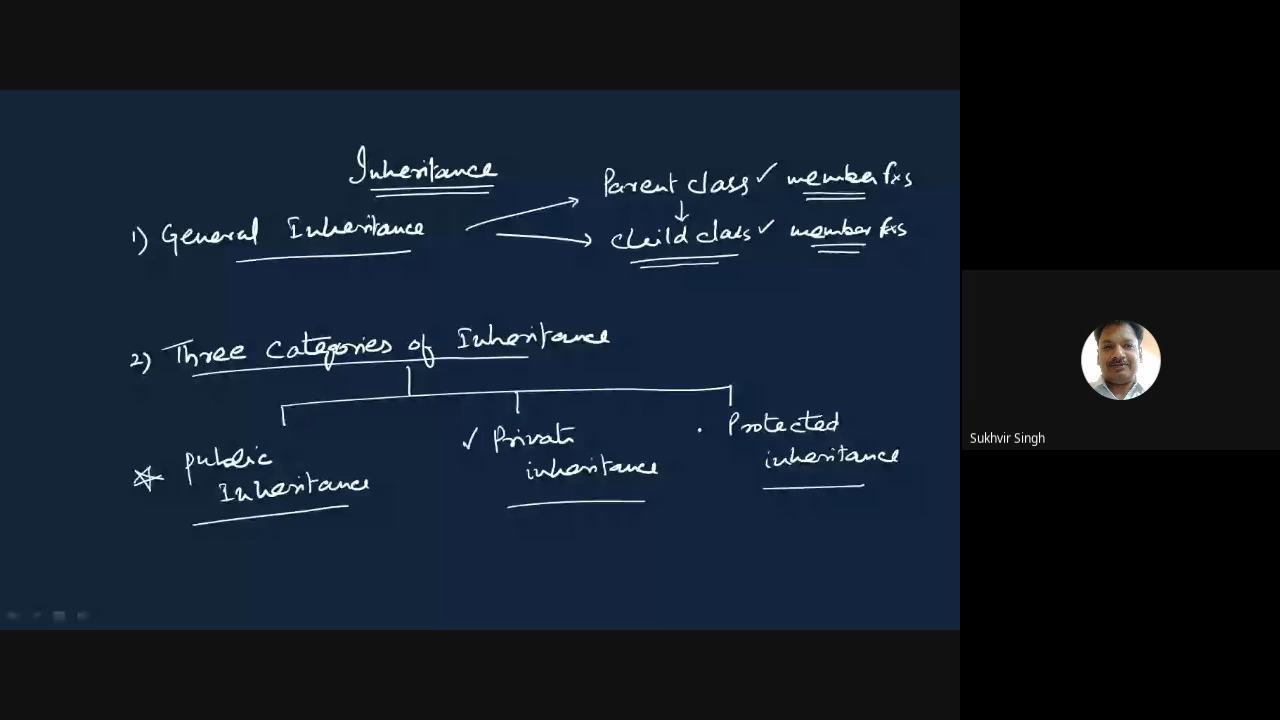 Inheritance
1) General Inheritance
Parent class ✓ member fxs
child class ✓ member fxs
2) Three categories of Inheritance
public
Inheritance
✓ Private
inheritance
Protected
inheritance
Sukhvir Singh